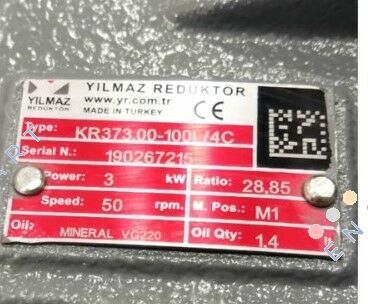 YILMAZ REDUKTOR
www.yr.com.tr
MADE IN TURKEY
YILMAZ
REDUKTOR
CE
Type: KR373.00-100L/4C
Serial N.: 190267215
Power: 3 kW Ratio: 28,85
Speed: 50 rpm. M. Pos.: M1
Oil: MINERAL VG220 Oil Qty: 1.4